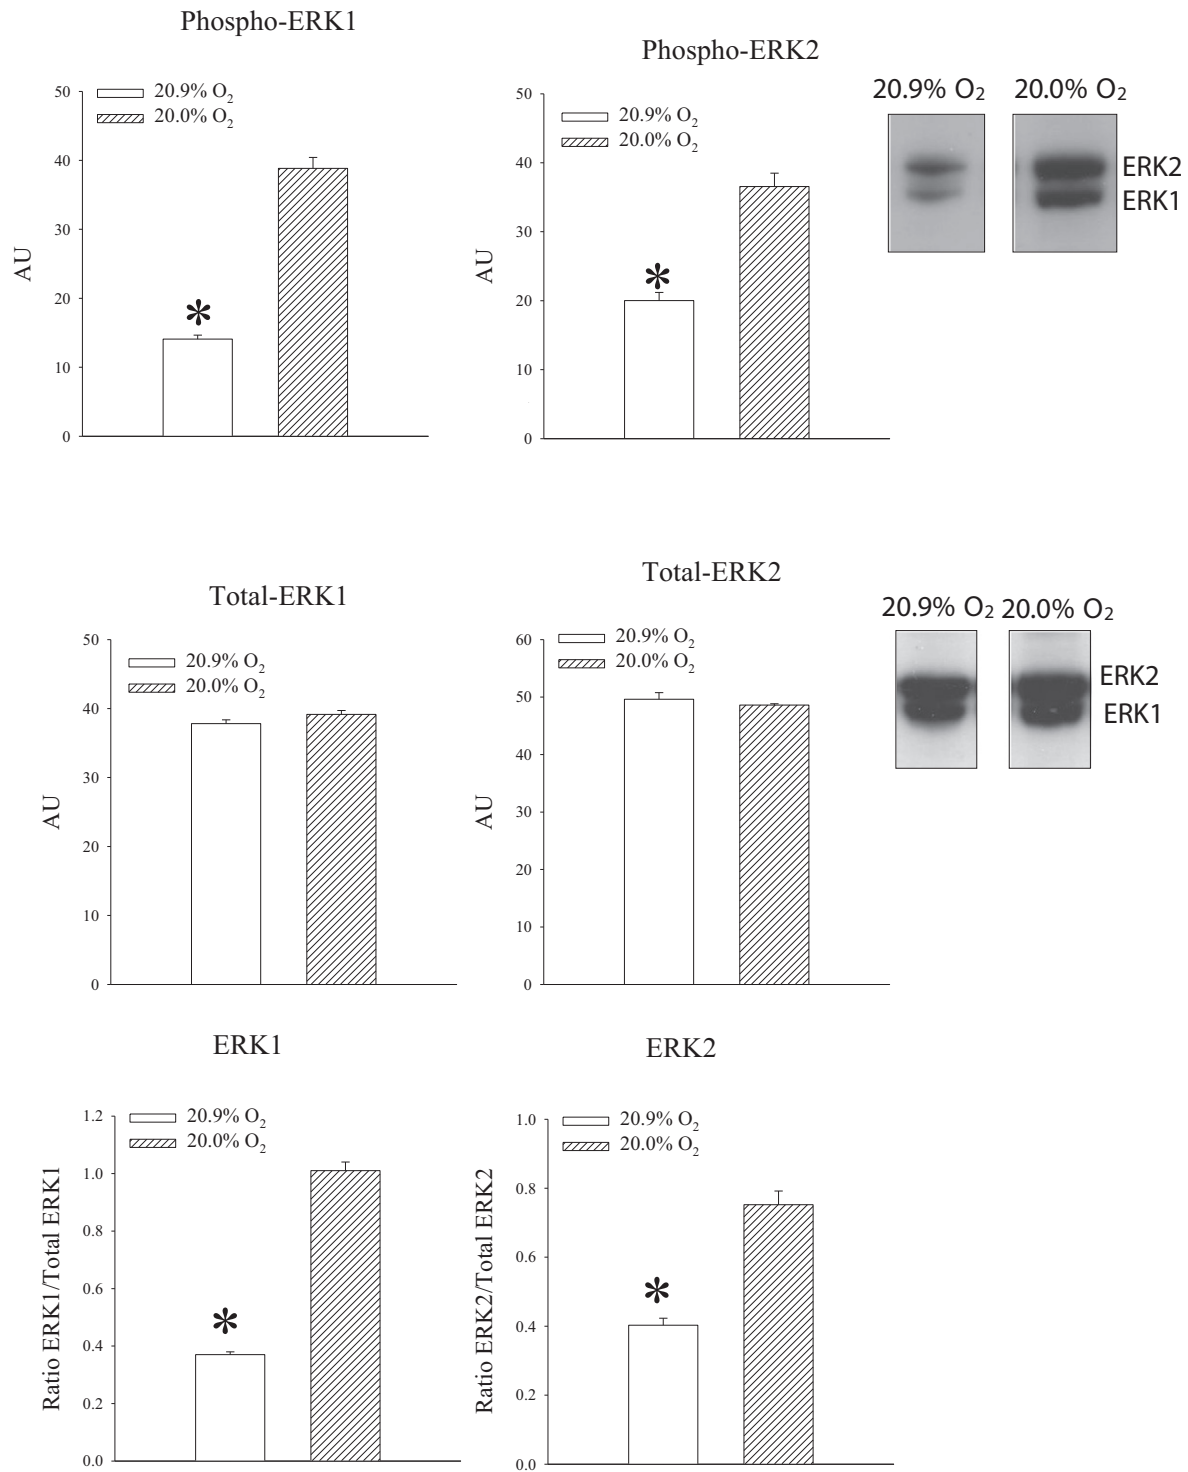 Phospho-ERK1
20.9% O2
20.0% O2
50
40
30
20
10
0
AU
*
Phospho-ERK2
20.9% O2
20.0% O2
50
40
30
20
10
0
AU
*
20.9% O2 20.0% O2
ERK2
ERK1
Total-ERK1
20.9% O2
20.0% O2
50
40
30
20
10
0
AU
Total-ERK2
20.9% O2
20.0% O2
60
50
40
30
20
10
0
AU
20.9% O2 20.0% O2
ERK2
ERK1
ERK1
20.9% O2
20.0% O2
1.2
1.0
0.8
0.6
0.4
0.2
0.0
Ratio ERK1/Total ERK1
*
ERK2
20.9% O2
20.0% O2
1.0
0.8
0.6
0.4
0.2
0.0
Ratio ERK2/Total ERK2
*